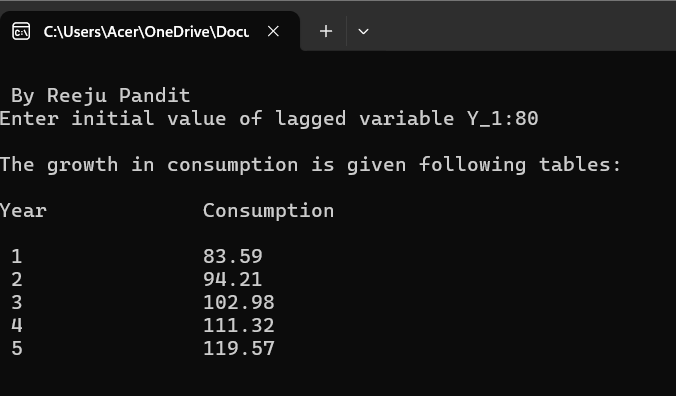 C:\Users\Acer\OneDrive\Docu
By Reeju Pandit
Enter initial value of lagged variable Y_1:80
The growth in consumption is given following tables:
Year Consumption
1 83.59
2 94.21
3 102.98
4 111.32
5 119.57